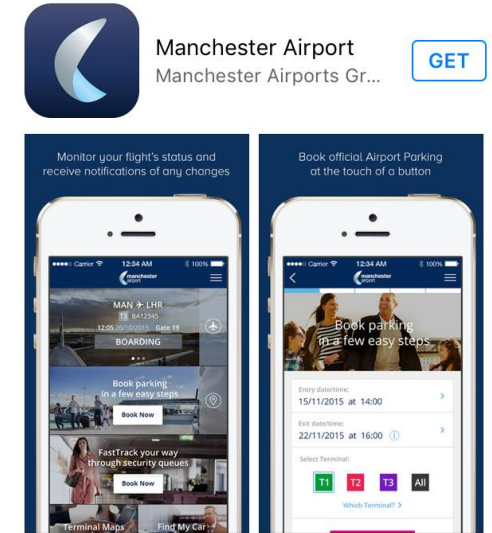 Manchester Airport
Manchester Airports Gr...
GET
Monitor your flight's status and
receive notifications of any changes
Carrier
12:34 AM
100%
manchester
airport
MAN ✈ LHR
T3 BA12345
12:05 26/10/2015 Gate 19
BOARDING
Book parking
in a few easy steps
Book Now
FastTrack your way
through security queues
Book Now
Terminal Maps
Find My Car
Book official Airport Parking
at the touch of a button
Carrier
12:34 AM
100%
manchester
airport
Book parking
in a few easy steps
Entry date/time:
15/11/2015 at 14:00
Exit date/time:
22/11/2015 at 16:00
Select Terminal:
T1 T2 T3 All
Which Terminal?